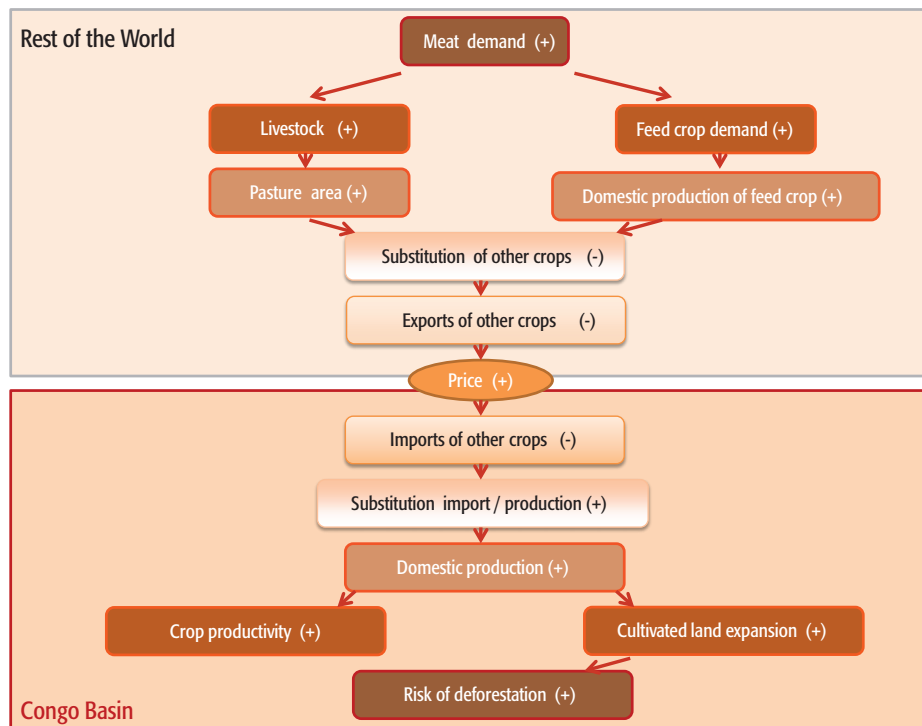 Rest of the World
Meat demand (+)
Livestock (+)
Feed crop demand (+)
Pasture area (+)
Domestic production of feed crop (+)
Substitution of other crops (-)
Exports of other crops (-)
Price (+)
Imports of other crops (-)
Substitution import / production (+)
Domestic production (+)
Crop productivity (+)
Cultivated land expansion (+)
Risk of deforestation (+)
Congo Basin